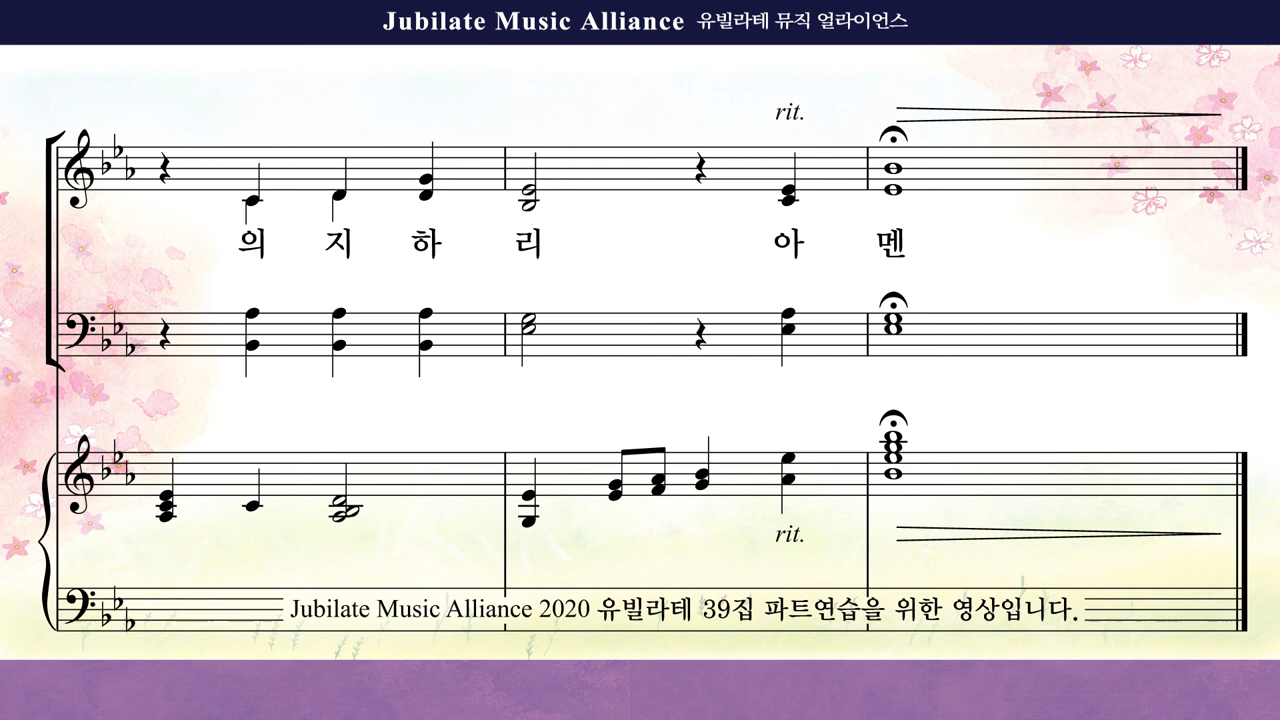 Jubilate Music Alliance 유빌라테 뮤직 얼라이언스
rit.
의 지 하 리 아 멘
rit.
Jubilate Music Alliance 2020 유빌라테 39집 파트연습을 위한 영상입니다.